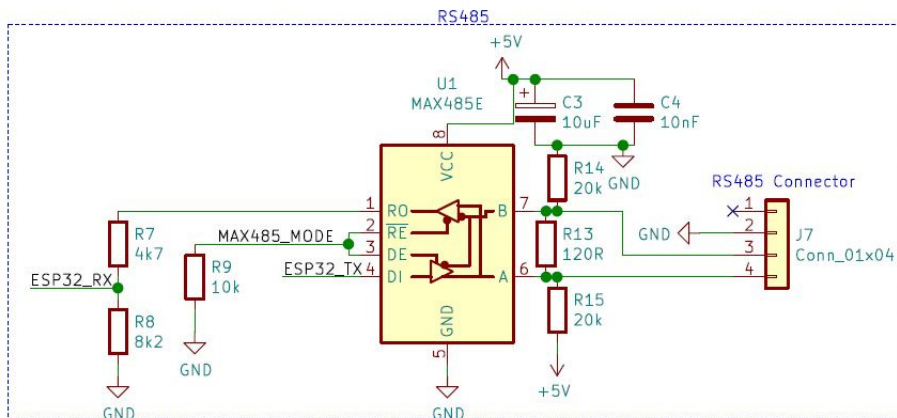 RS485
+5V
U1
MAX485E
C3
10uF
C4
10nF
8
VCC
R14
20k
GND
RS485 Connector
1
RO
B
7
1
R7
4k7
2
RE
MAX485_MODE
3
DE
R13
120R
GND
2
J7
3
Conn_01x04
R9
10k
ESP32_TX
4
DI
A
6
4
ESP32_RX
R8
8k2
GND
R15
20k
GND
5
+5V
GND
GND